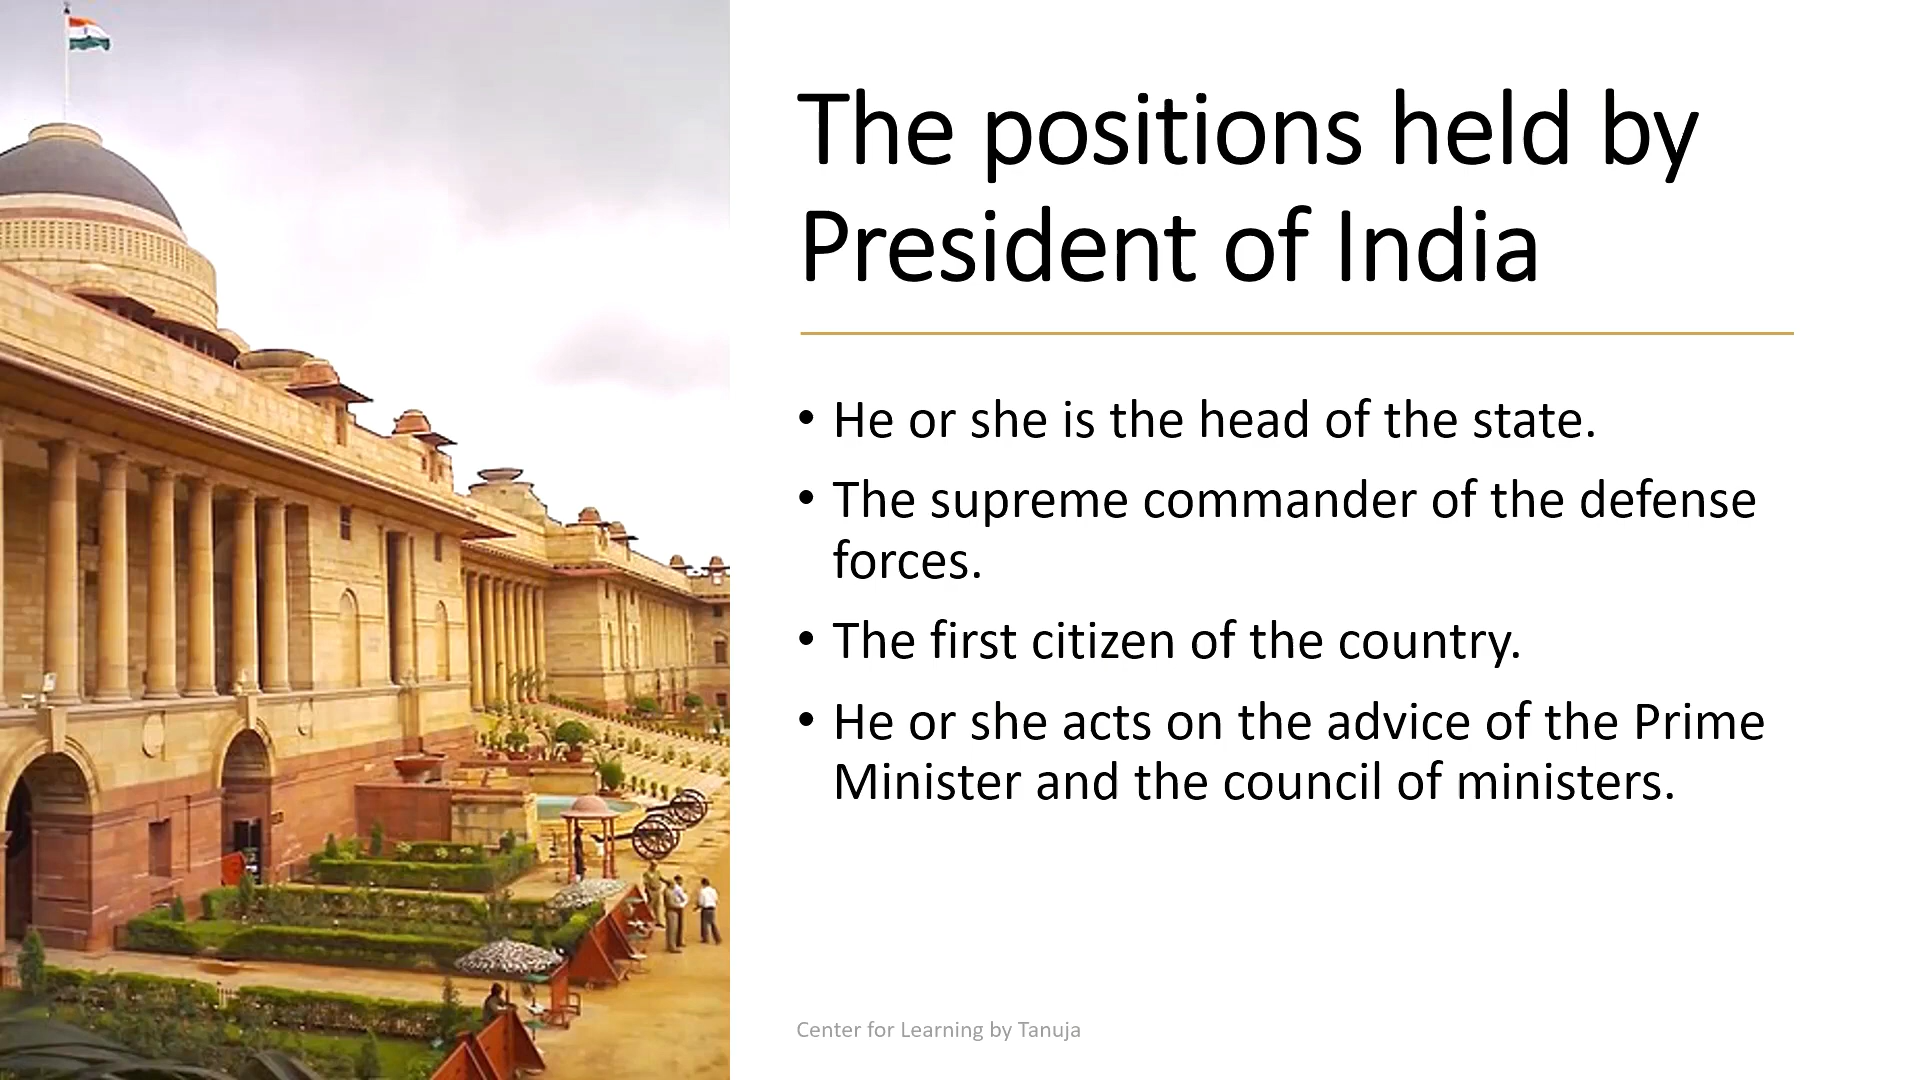 The positions held by
President of India
• He or she is the head of the state.
• The supreme commander of the defense
forces.
• The first citizen of the country.
• He or she acts on the advice of the Prime
Minister and the council of ministers.
Center for Learning by Tanuja